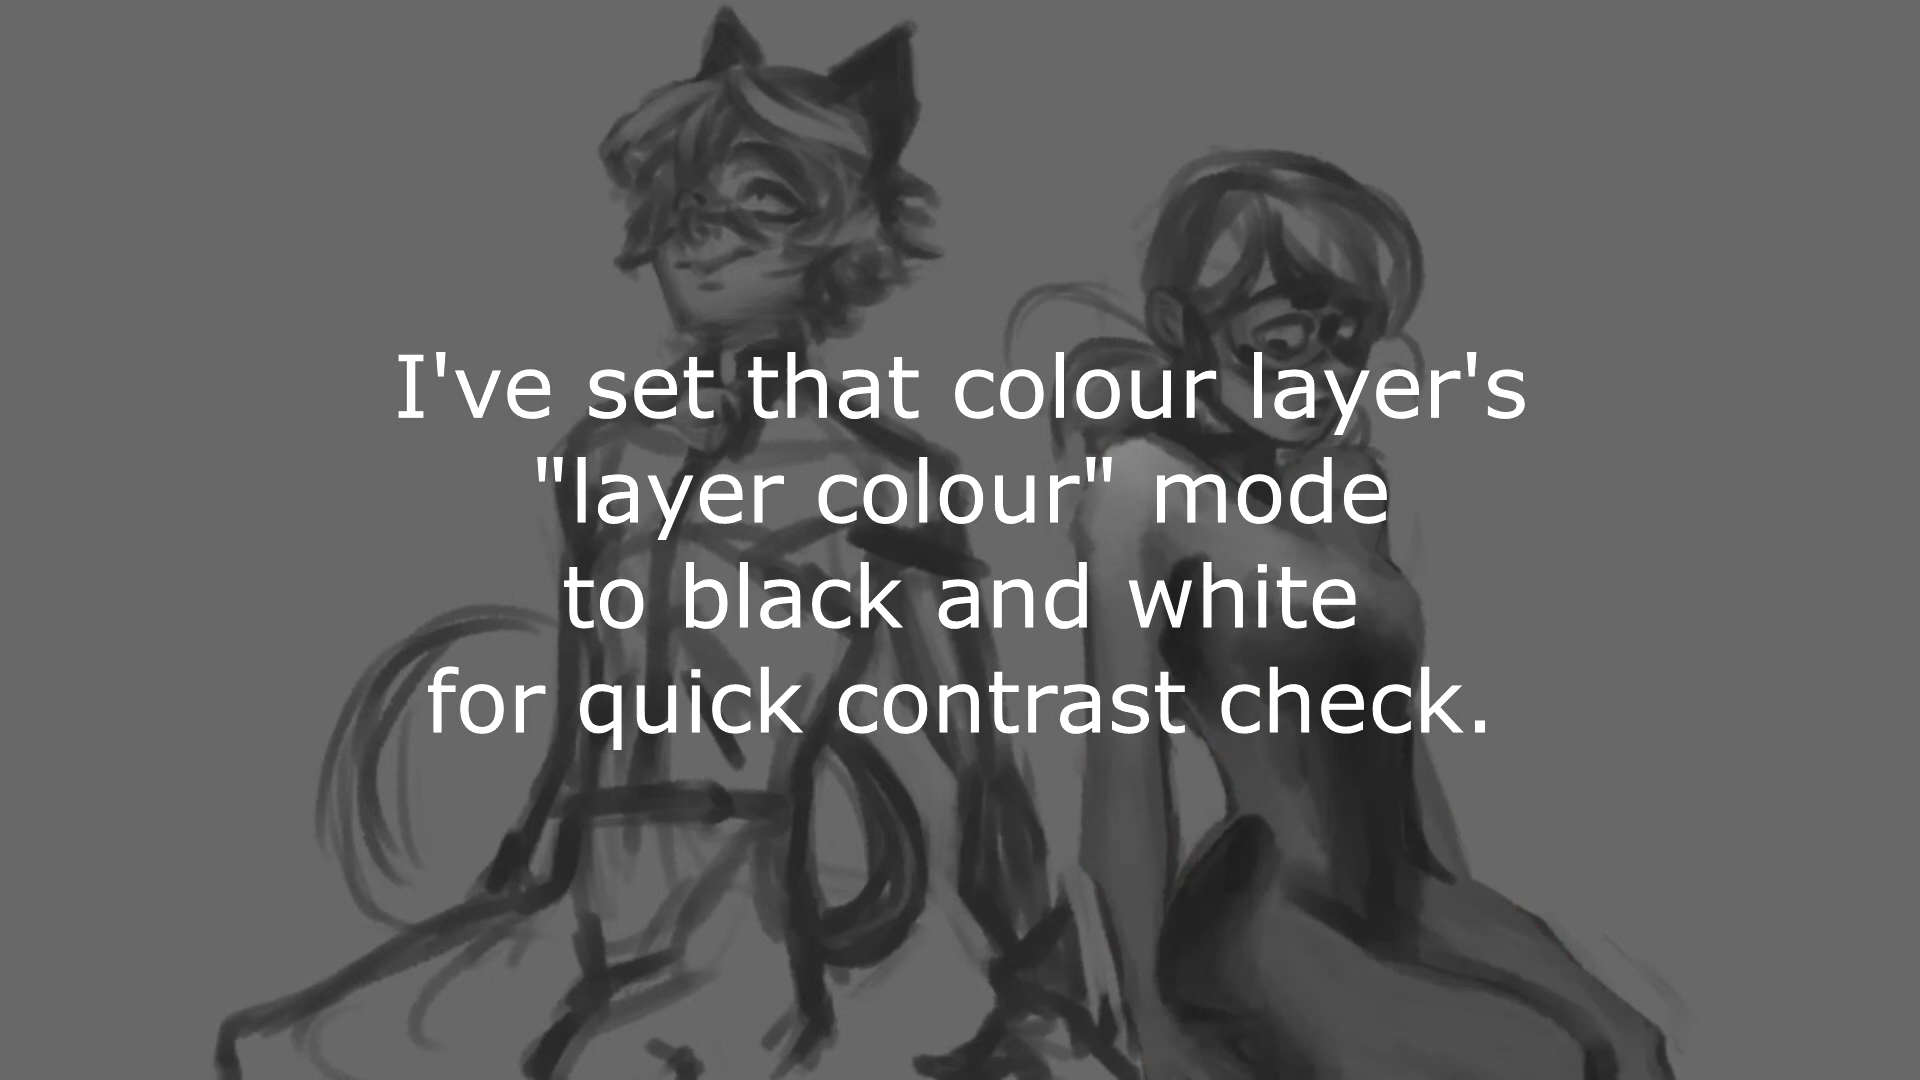 I've set that colour layer's
"layer colour" mode
to black and white
for quick contrast check.